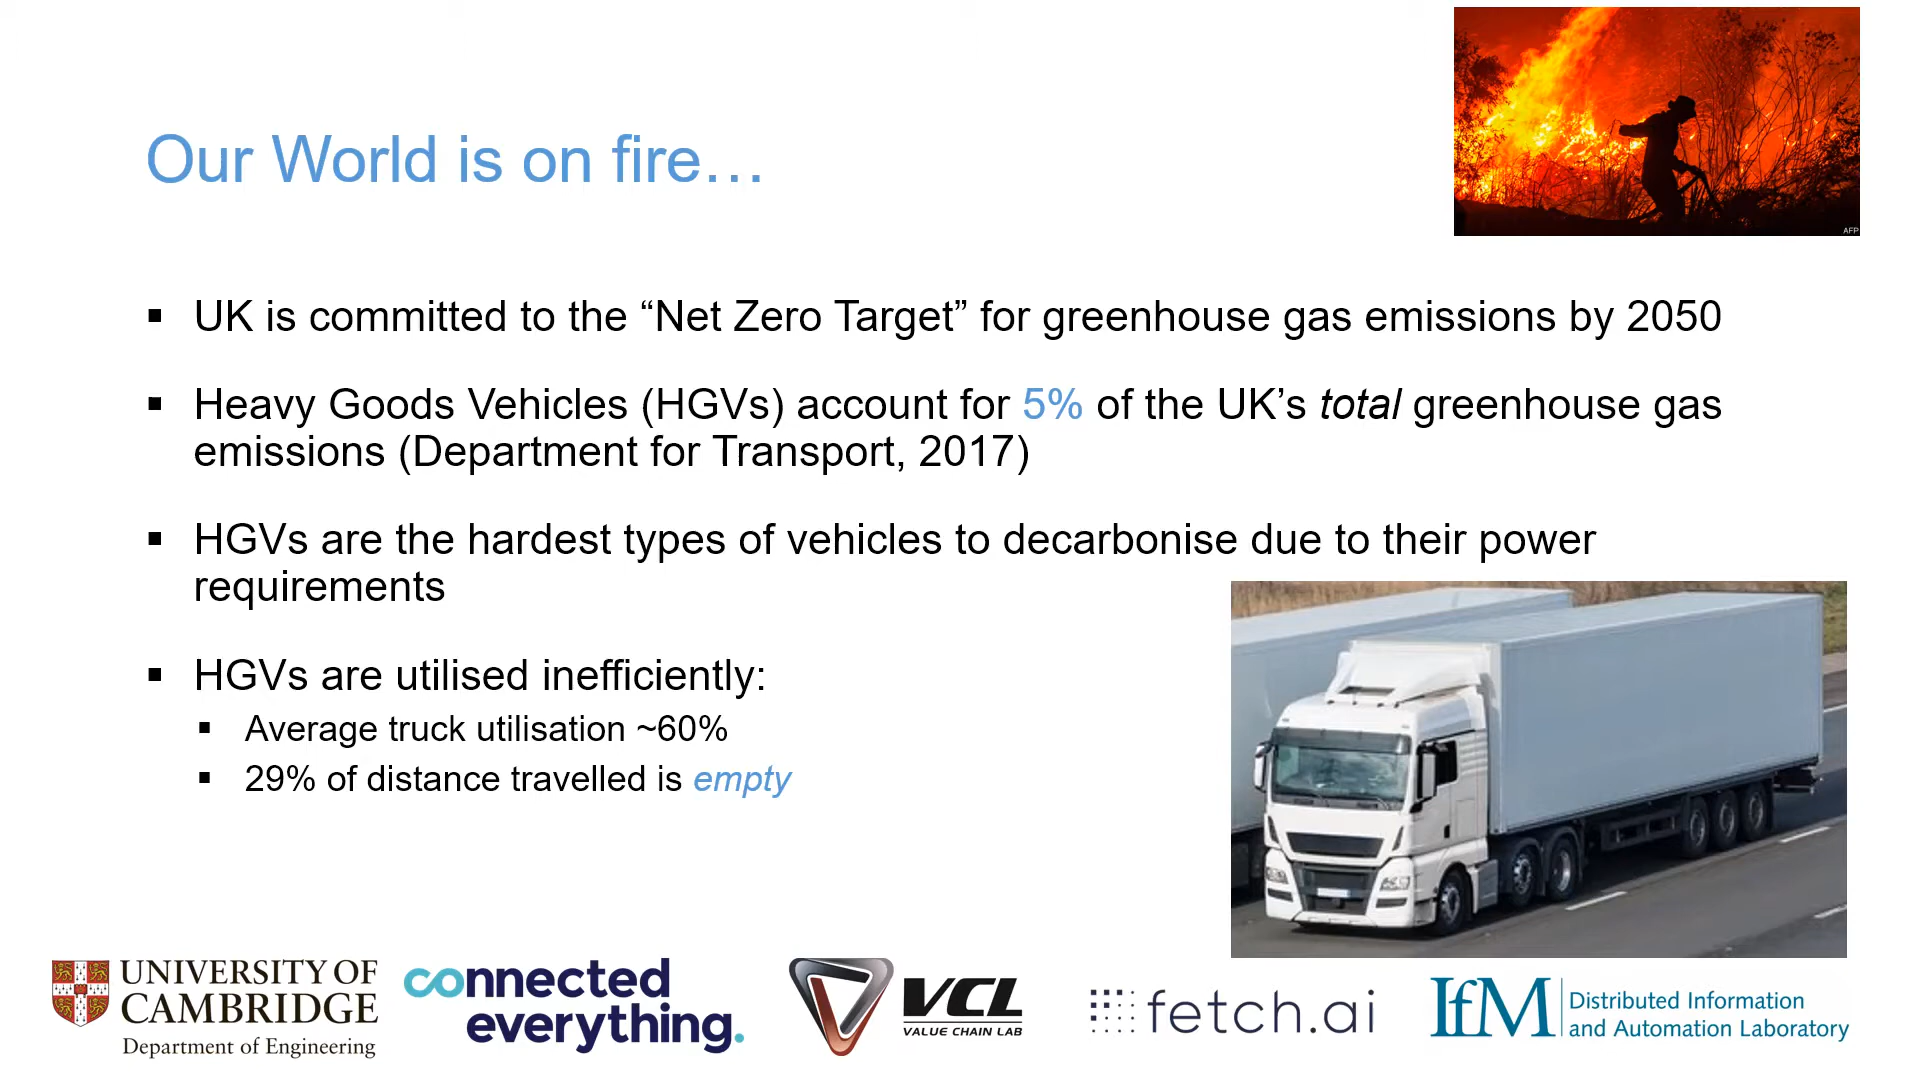 AFP
Our World is on fire…
▪ UK is committed to the “Net Zero Target” for greenhouse gas emissions by 2050
▪ Heavy Goods Vehicles (HGVs) account for 5% of the UK’s total greenhouse gas
emissions (Department for Transport, 2017)
▪ HGVs are the hardest types of vehicles to decarbonise due to their power
requirements
▪ HGVs are utilised inefficiently:
▪ Average truck utilisation ~60%
▪ 29% of distance travelled is empty
UNIVERSITY OF
CAMBRIDGE
Department of Engineering
connected
everything.
VCL
VALUE CHAIN LAB
fetch.ai
IfM
Distributed Information
and Automation Laboratory